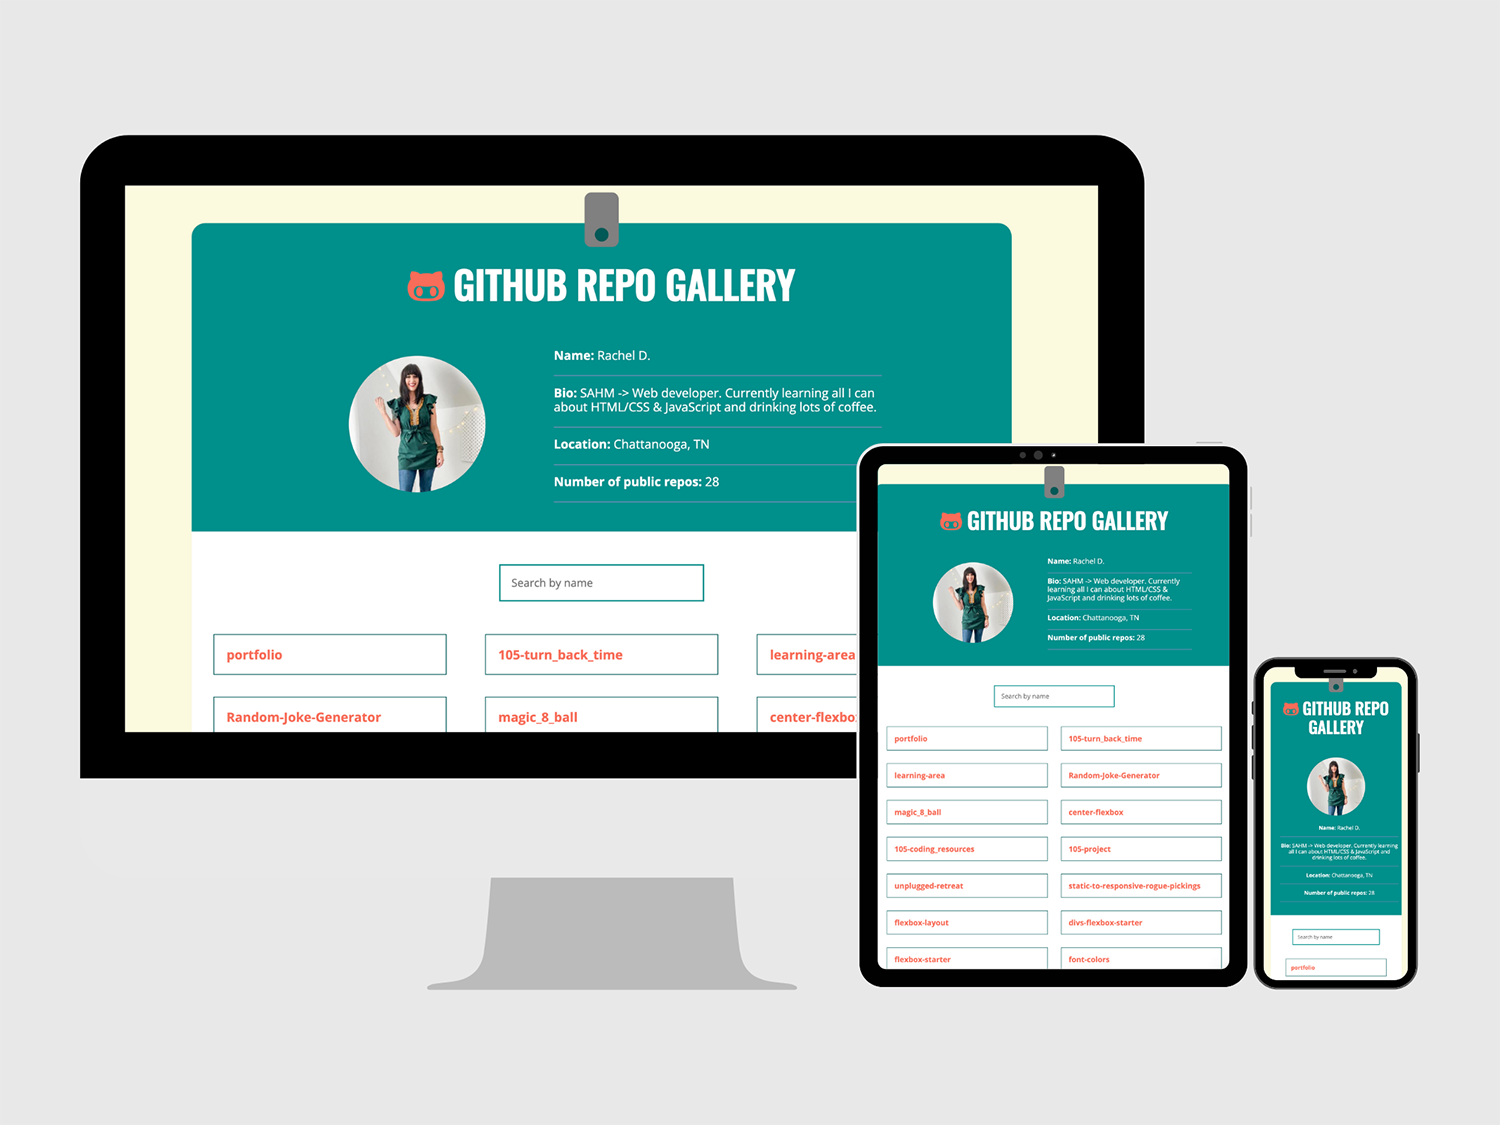 GITHUB REPO GALLERY
Name: Rachel D.
Bio: SAHM -> Web developer. Currently learning all I can
about HTML/CSS & JavaScript and drinking lots of coffee.
Location: Chattanooga, TN
Number of public repos: 28
Search by name
portfolio
105-turn_back_time
learning-area
Random-Joke-Generator
magic_8_ball
center-flexbo
GITHUB REPO GALLERY
Name: Rachel D.
Bio: SAHM -> Web developer. Currently
learning all I can about HTML/CSS &
JavaScript and drinking lots of coffee.
Location: Chattanooga, TN
Number of public repos: 28
Search by name
portfolio
105-turn_back_time
learning-area
Random-Joke-Generator
magic_8_ball
center-flexbox
105-coding_resources
105-project
unplugged-retreat
static-to-responsive-rogue-pickings
flexbox-layout
divs-flexbox-starter
flexbox-starter
font-colors
GITHUB REPO
GALLERY
Name: Rachel D.
Bio: SAHM -> Web developer. Currently learning
all I can about HTML/CSS & JavaScript and
drinking lots of coffee.
Location: Chattanooga, TN
Number of public repos: 28
Search by name
portfolio